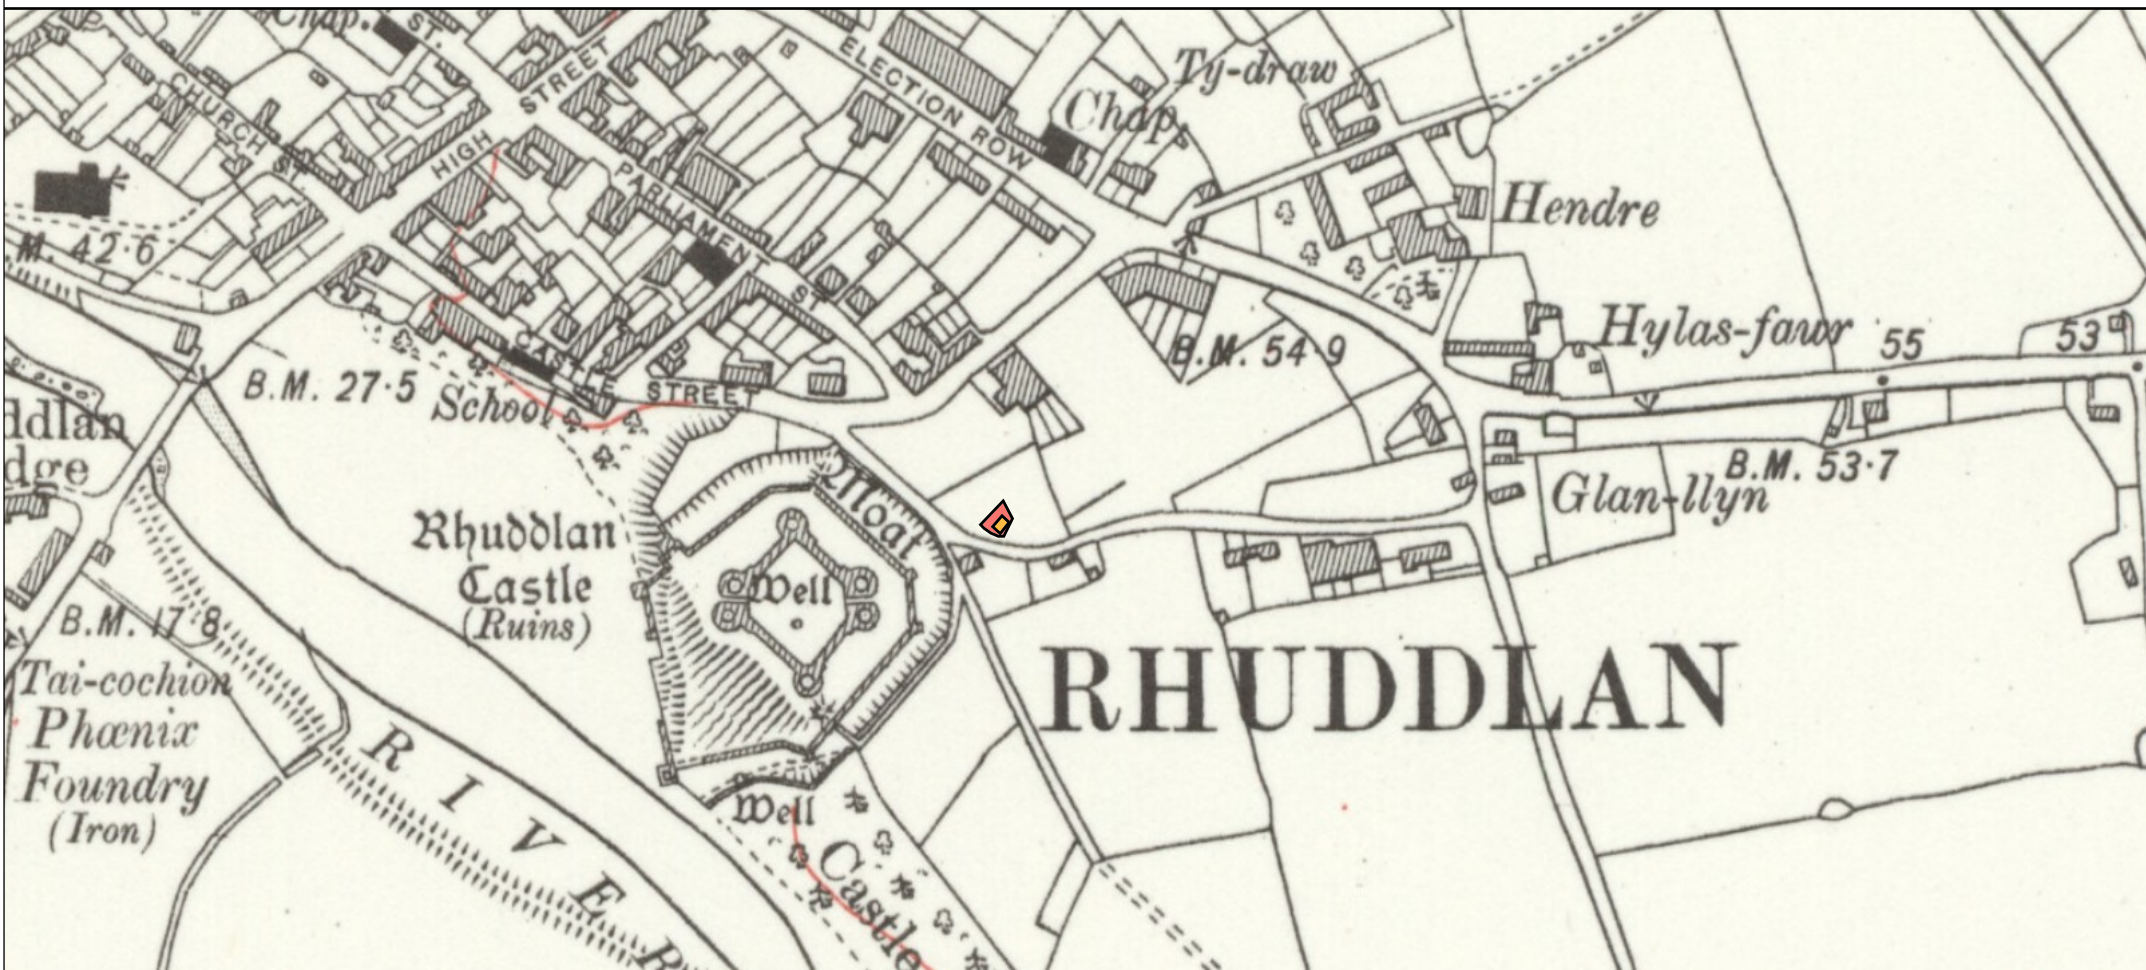 Chap.
ST.
STREET
CHURCH ST.
HIGH
ELECTION ROW
Ty-draw
Chap.
PARLIAMENT
ST
Hendre
M. 42·6
Hylas-fawr
55
53
B.M. 54·9
B.M. 27·5
School
CASTLE STREET
ddlan
dge
Moat
B.M. 53·7
Glan-llyn
Rhuddlan
Castle
(Ruins)
Well
B.M. 17·8
RHUDDLAN
Tai-cochion
Phœnix
Foundry
(Iron)
RIVER
Well
Castle